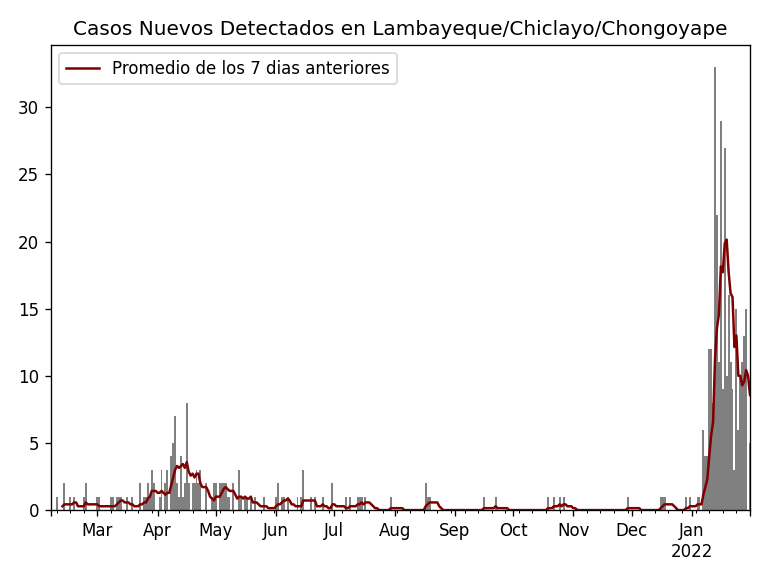 Casos Nuevos Detectados en Lambayeque/Chiclayo/Chongoyape
Promedio de los 7 dias anteriores
30
25
20
15
10
5
0
Mar Apr May Jun Jul Aug Sep Oct Nov Dec Jan
2022